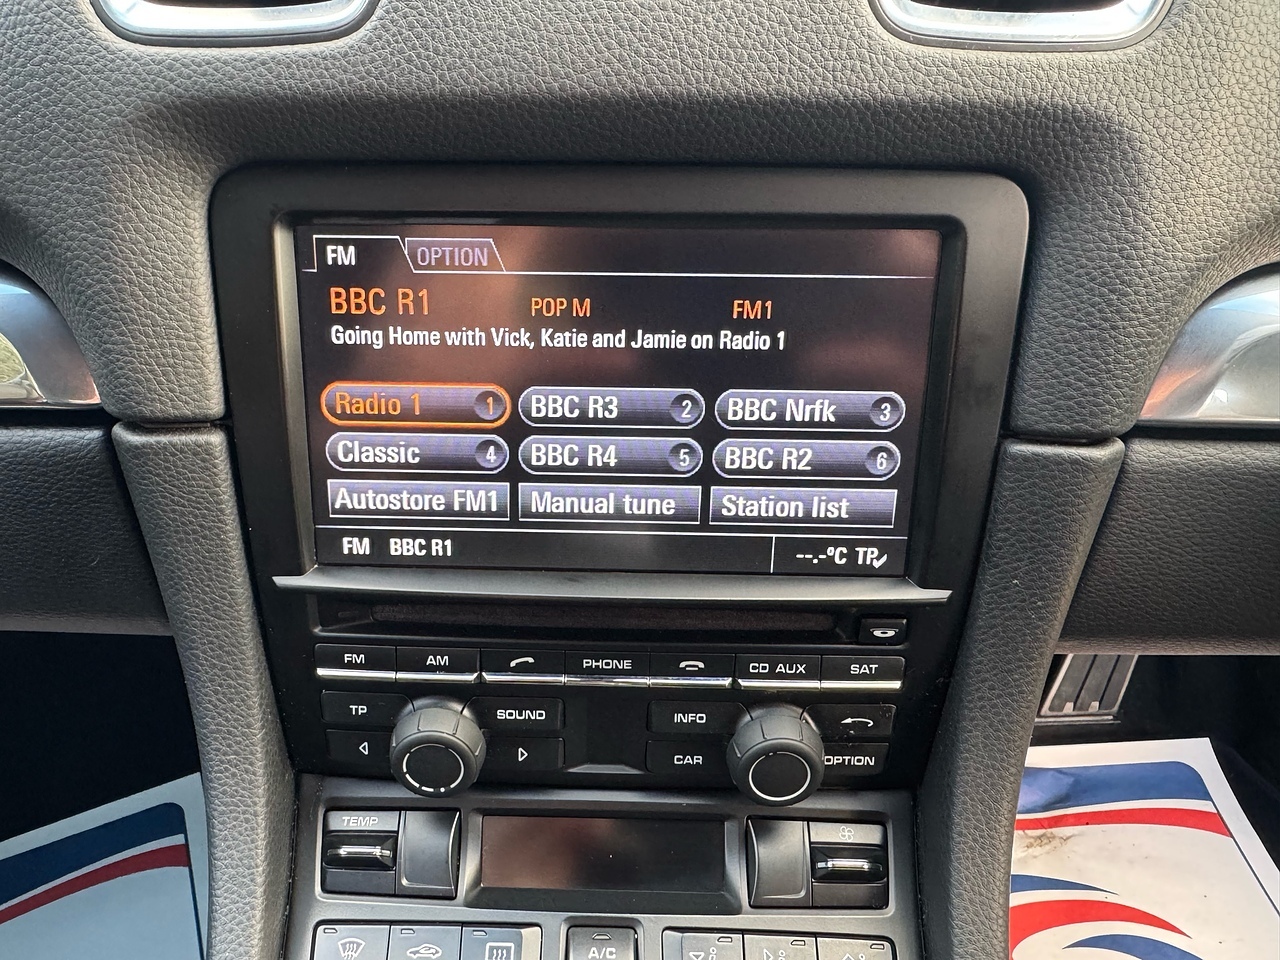 FM OPTION
BBC R1 POP M FM1
Going Home with Vick, Katie and Jamie on Radio 1
Radio 1 1 BBC R3 2 BBC Nrfk 3
Classic 4 BBC R4 5 BBC R2 6
Autostore FM1 Manual tune Station list
FM BBC R1 --.-ºC TP
FM AM PHONE CD AUX SAT
TP SOUND INFO
CAR OPTION
TEMP
A/C